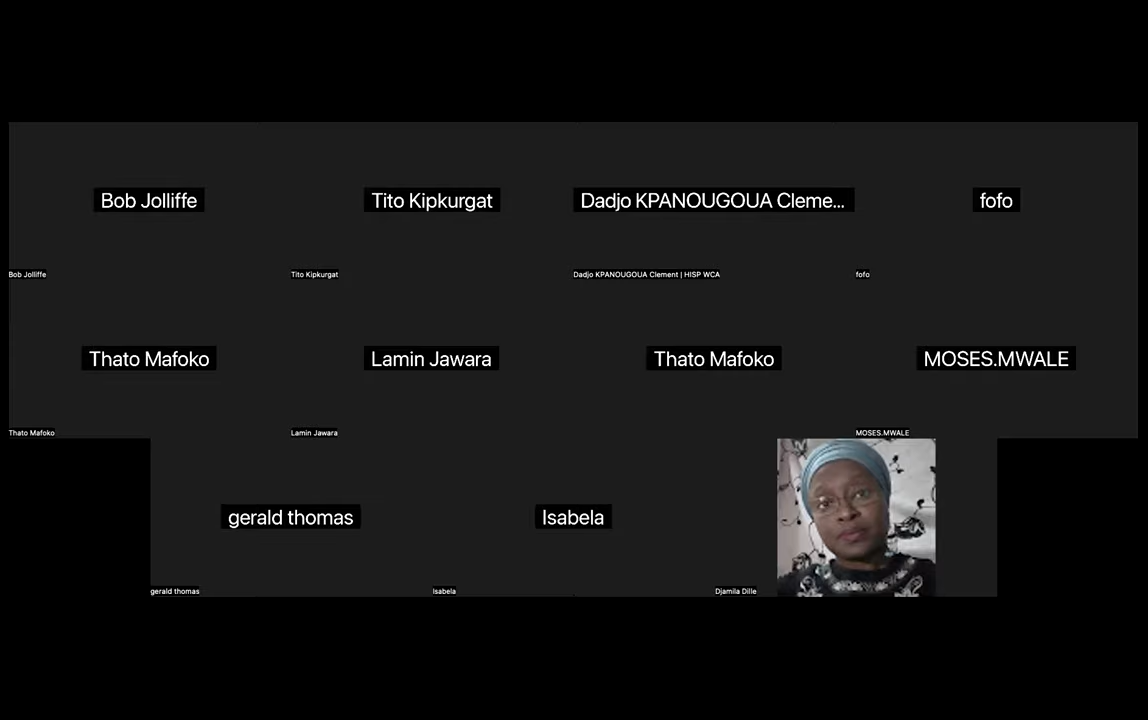 Bob Jolliffe
Tito Kipkurgat
Dadjo KPANOUGOUA Cleme...
fofo
Bob Jolliffe
Tito Kipkurgat
Dadjo KPANOUGOUA Clement | HISP WCA
fofo
Thato Mafoko
Lamin Jawara
Thato Mafoko
MOSES.MWALE
Thato Mafoko
Lamin Jawara
MOSES.MWALE
gerald thomas
Isabela
gerald thomas
Isabela
Djamila Dille